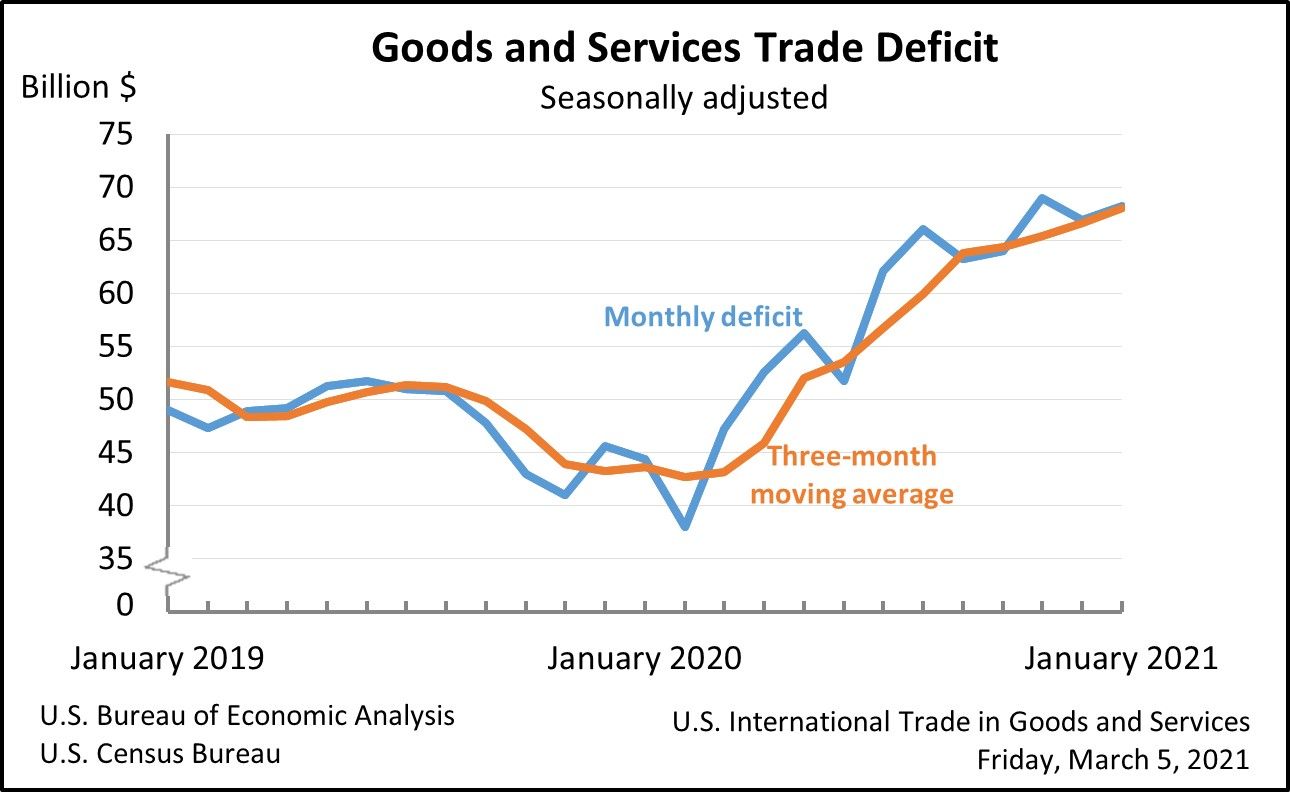 Goods and Services Trade Deficit
Seasonally adjusted
Billion $
75
70
65
60
55
50
45
40
35
0
Monthly deficit
Three-month
moving average
January 2019
January 2020
January 2021
U.S. Bureau of Economic Analysis
U.S. Census Bureau
U.S. International Trade in Goods and Services
Friday, March 5, 2021